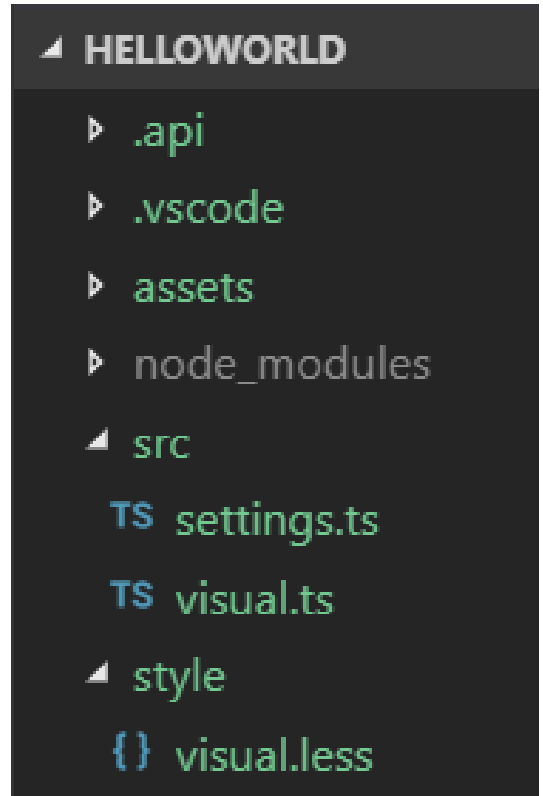 HELLOWORLD
.api
.vscode
assets
node_modules
src
TS settings.ts
TS visual.ts
style
{} visual.less